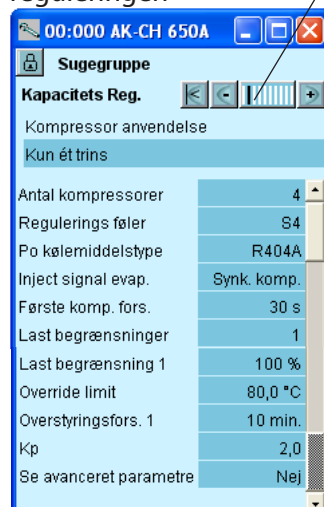 reguleringen
00:000 AK-CH 650A
Sugegruppe
Kapacitets Reg.
Kompressor anvendelse
Kun ét trins
Antal kompressorer 4
Regulerings føler S4
Po kølemiddelstype R404A
Inject signal evap. Synk. komp.
Første komp. fors. 30 s
Last begrænsninger 1
Last begrænsning 1 100 %
Override limit 80,0 °C
Overstyringsfors. 1 10 min.
Kp 2,0
Se avanceret parametre Nej